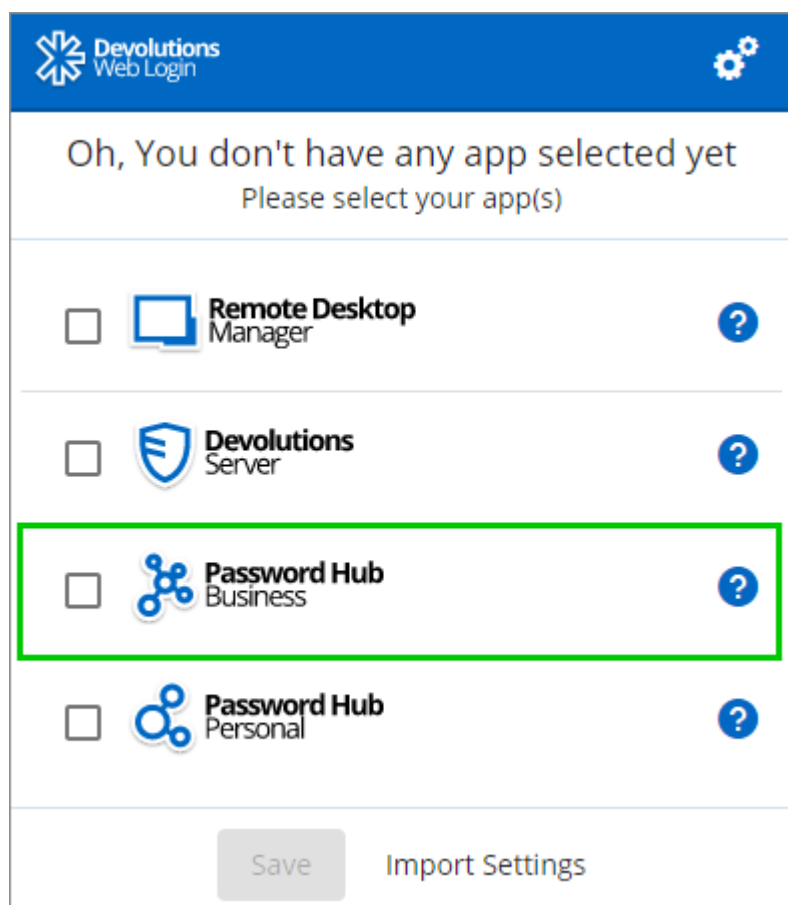 Devolutions
Web Login
Oh, You don't have any app selected yet
Please select your app(s)
Remote Desktop
Manager
?
Devolutions
Server
?
Password Hub
Business
?
Password Hub
Personal
?
Save
Import Settings